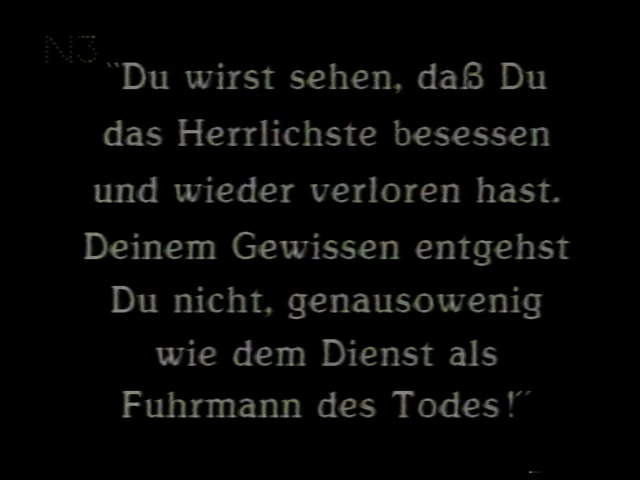 N3
"Du wirst sehen, daß Du
das Herrlichste besessen
und wieder verloren hast.
Deinem Gewissen entgehst
Du nicht, genausowenig
wie dem Dienst als
Fuhrmann des Todes!"